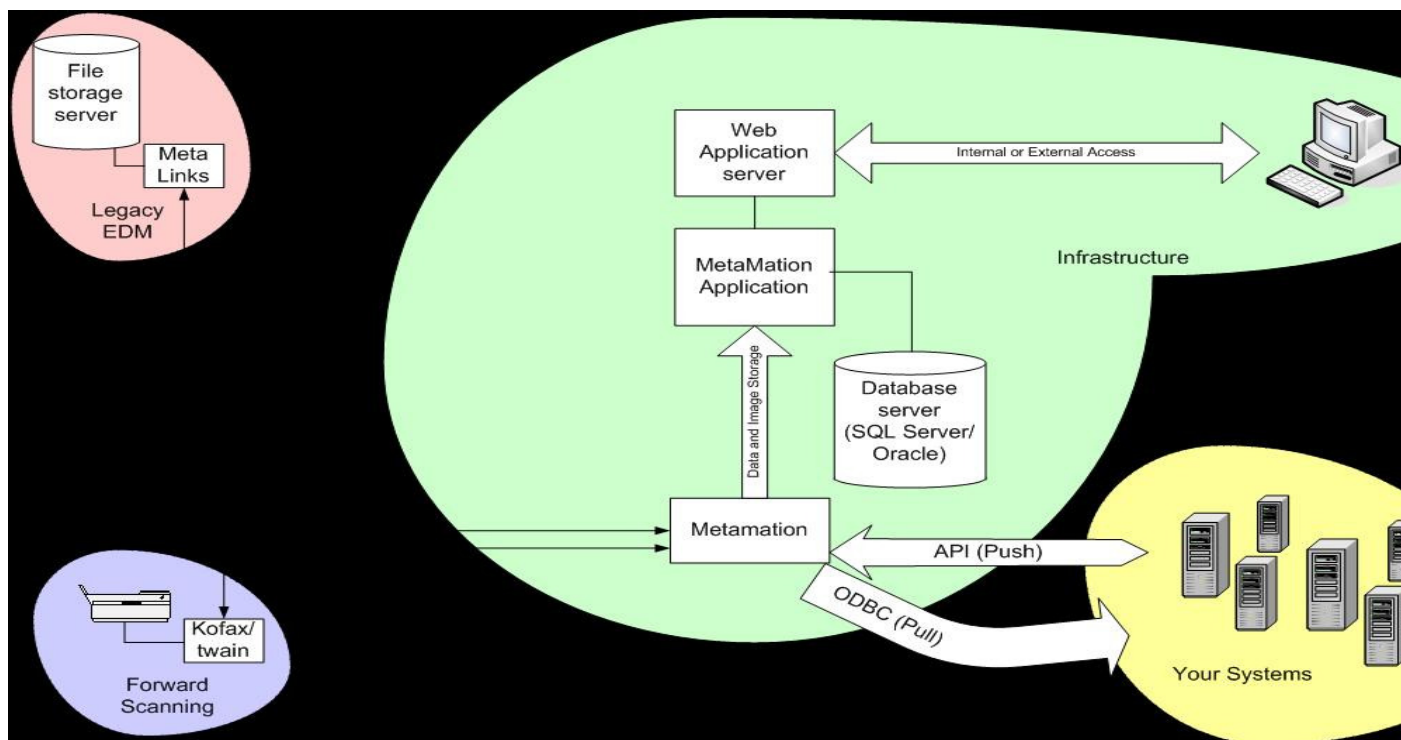 File
storage
server
Meta
Links
Legacy
EDM
Web
Application
server
Internal or External Access
Infrastructure
MetaMation
Application
Data and Image Storage
Database
server
(SQL Server/
Oracle)
Metamation
API (Push)
ODBC (Pull)
Your Systems
Kofax/
twain
Forward
Scanning